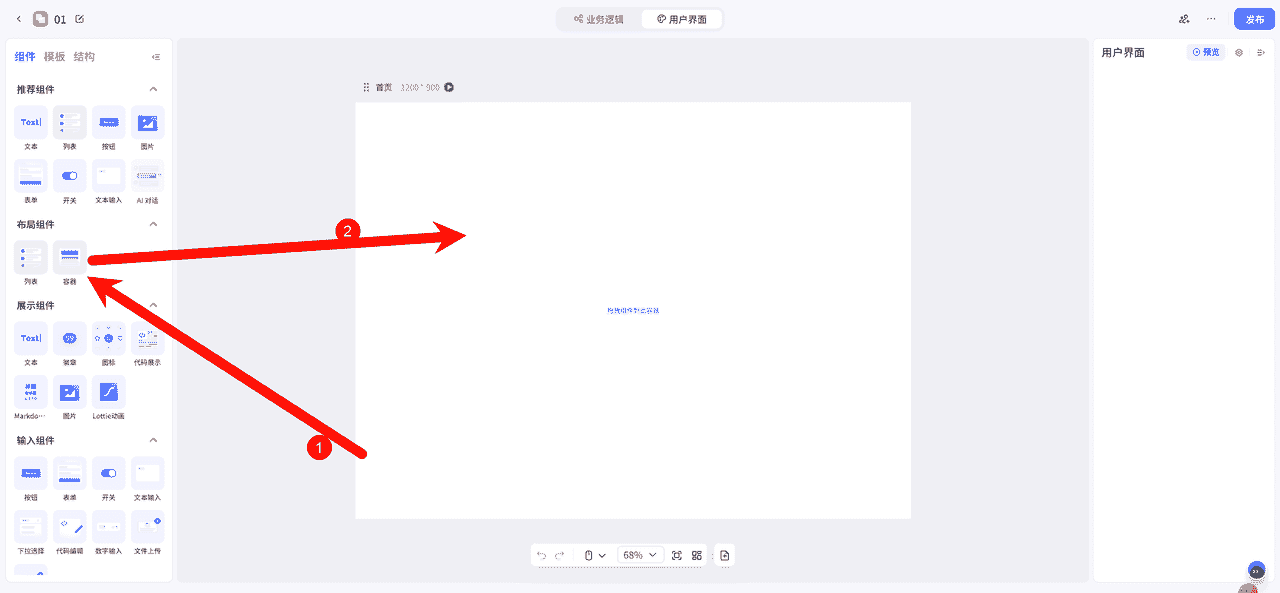 01
业务逻辑
用户界面
发布
组件 模板 结构
推荐组件
Text
文本 列表 按钮 图片
表单 开关 文本输入 AI 对话
布局组件
列表 容器
展示组件
Text
文本 徽章 图标 代码展示
Markdo··· 图片 Lottie动画
输入组件
按钮 表单 开关 文本输入
下拉选择 代码编辑 数字输入 文件上传
首页 1200 * 900
1
2
68%
用户界面
预览